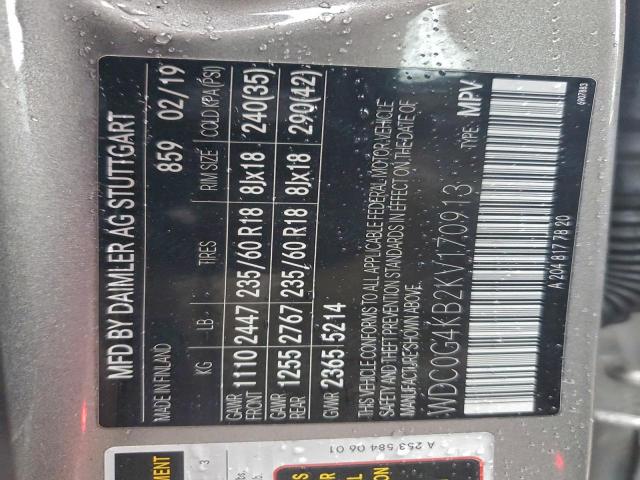 MFD BY DAIMLER AG STUTTGART
MADE IN FINLAND 859 02/19
KG LB TIRES RIM SIZE COLD KPA(PSI)
GAWR FRONT 1110 2447 235/60 R18 8Jx18 240(35)
GAWR REAR 1255 2767 235/60 R18 8Jx18 290(42)
GVWR 2365 5214
THIS VEHICLE CONFORMS TO ALL APPLICABLE FEDERAL MOTOR VEHICLE
THEFT PREVENTION STANDARDS IN EFFECT ON THE DATE OF
MANUFACTURE SHOWN ABOVE.
WDC0G4KB2KV170913 TYPE: MPV
A 204 817 78 20
6907883
A 253 584 06 01
3